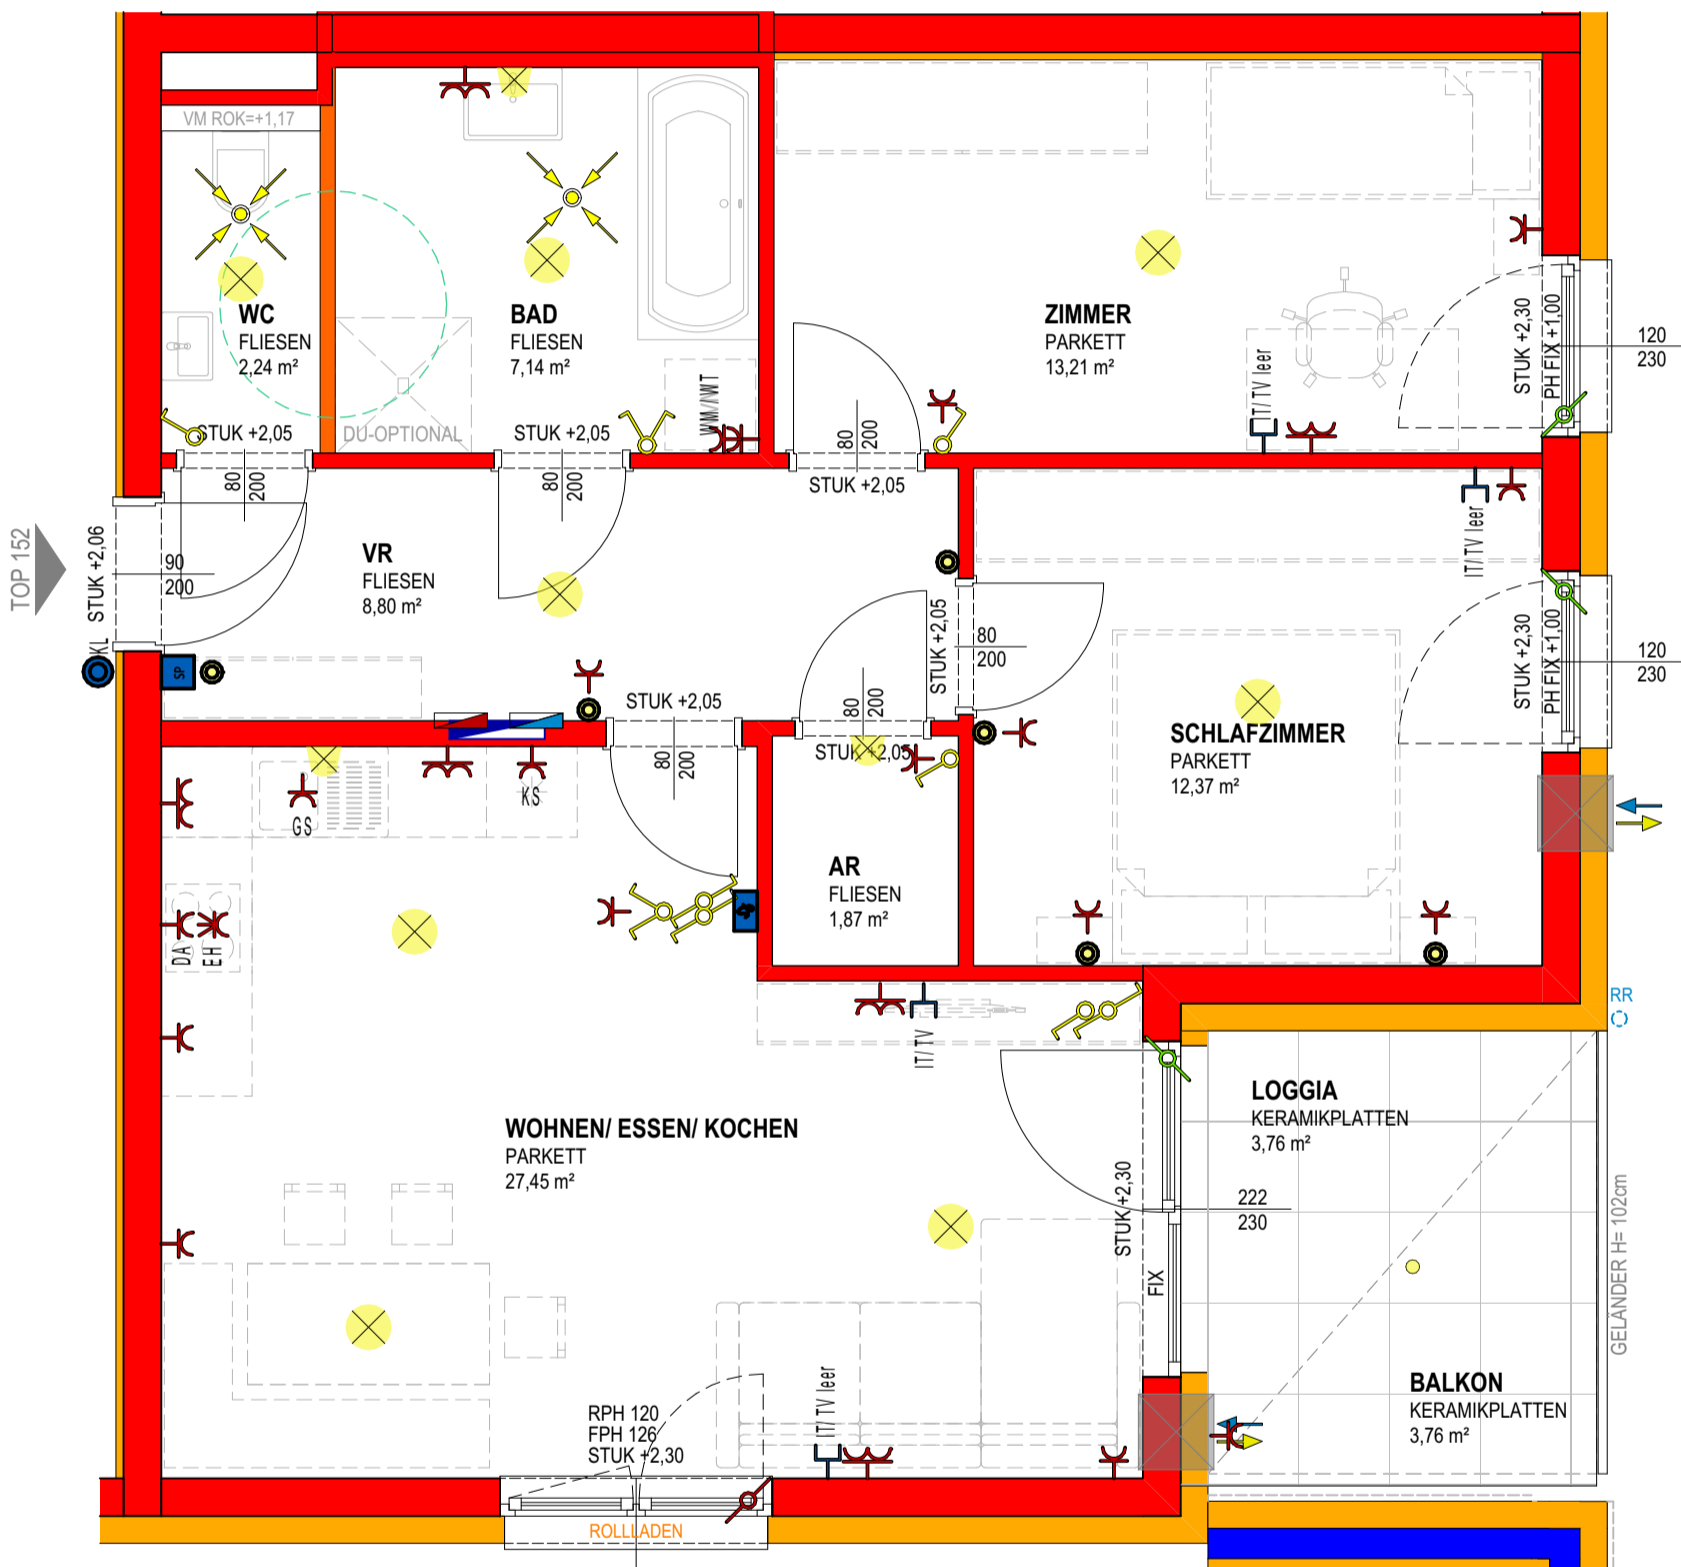 VM ROK=+1,17
WC
FLIESEN
2,24 m²
STUK +2,05
80
200
BAD
FLIESEN
7,14 m²
DU-OPTIONAL
STUK +2,05
80
200
WM/WT
ZIMMER
PARKETT
13,21 m²
80
200
STUK +2,05
IT/TV leer
STUK +2,30
PH FIX +1,00
120
230
TOP 152
STUK +2,06
90
200
KL
SP
VR
FLIESEN
8,80 m²
STUK +2,05
80
200
80
200
STUK +2,05
STUK +2,05
80
200
IT/TV leer
SCHLAFZIMMER
PARKETT
12,37 m²
STUK +2,30
PH FIX +1,00
120
230
GS
KS
DA
EH
AR
FLIESEN
1,87 m²
IT/TV
RR
WOHNEN/ ESSEN/ KOCHEN
PARKETT
27,45 m²
LOGGIA
KERAMIKPLATTEN
3,76 m²
STUK +2,30
222
230
FIX
GELÄNDER H= 102cm
BALKON
KERAMIKPLATTEN
3,76 m²
RPH 120
FPH 126
STUK +2,30
IT/TV leer
ROLLLADEN